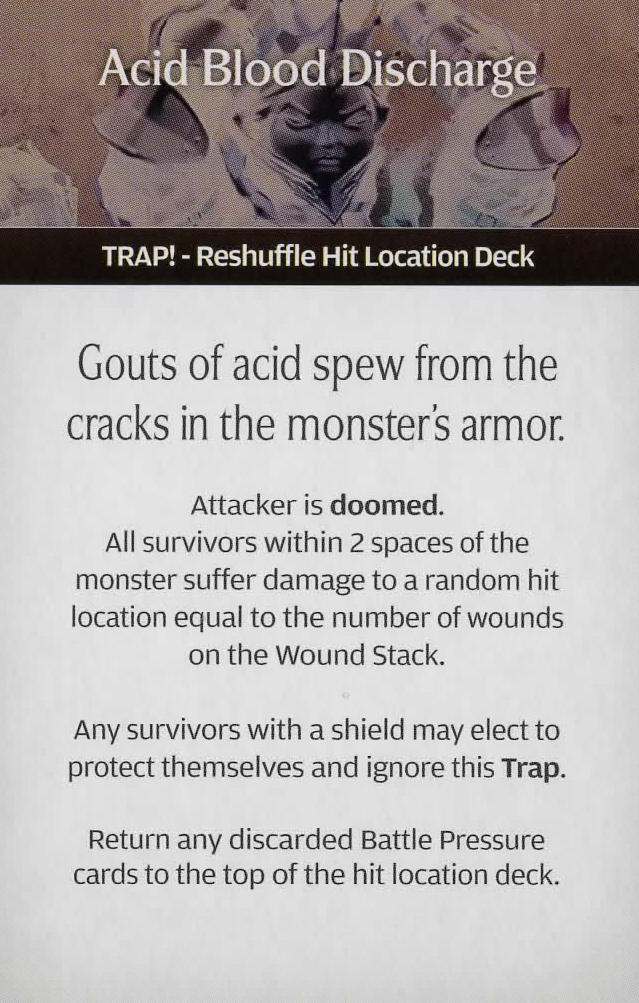 Acid Blood Discharge
TRAP! - Reshuffle Hit Location Deck
Gouts of acid spew from the
cracks in the monster's armor.
Attacker is doomed.
All survivors within 2 spaces of the
monster suffer damage to a random hit
location equal to the number of wounds
on the Wound Stack.
Any survivors with a shield may elect to
protect themselves and ignore this Trap.
Return any discarded Battle Pressure
cards to the top of the hit location deck.